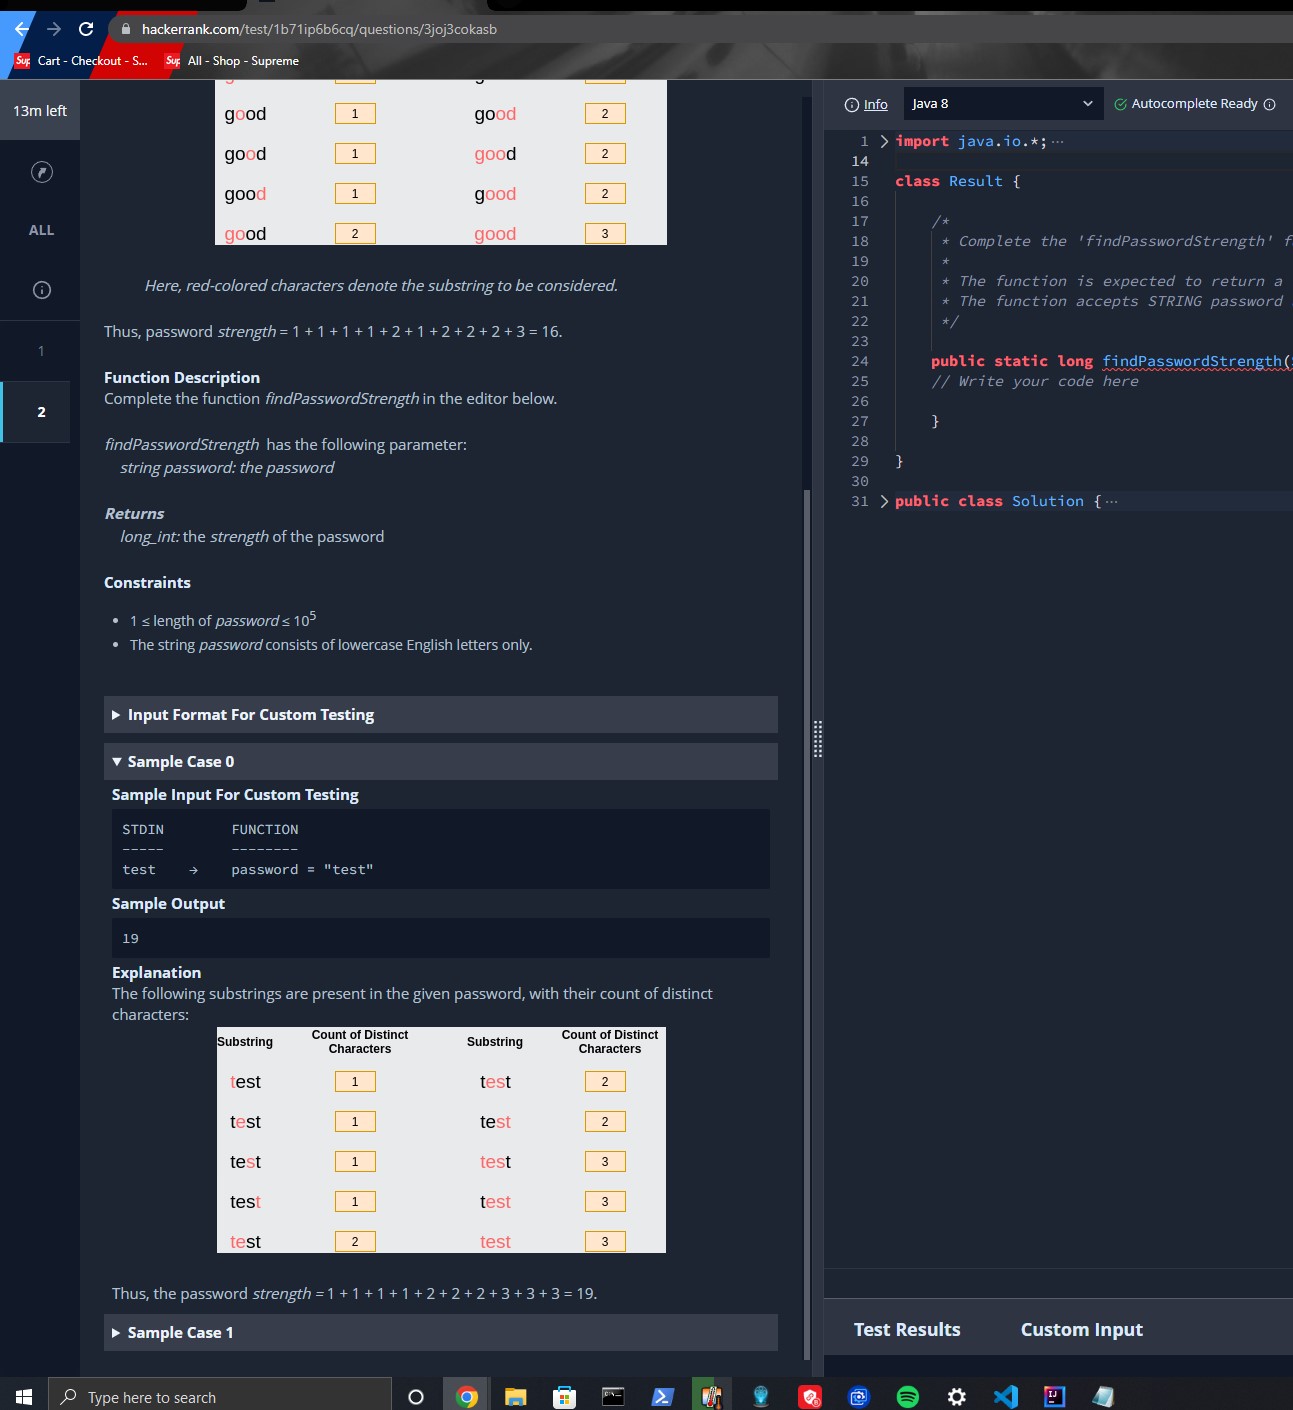 hackerrank.com/test/1b71ip6b6cq/questions/3joj3cokasb
Sup Cart - Checkout - S... Sup All - Shop - Supreme
13m left
ALL
1
2
good 1 good 2
good 1 good 2
good 1 good 2
good 2 good 3
Here, red-colored characters denote the substring to be considered.
Thus, password strength = 1 + 1 + 1 + 1 + 2 + 1 + 2 + 2 + 2 + 3 = 16.
Function Description
Complete the function findPasswordStrength in the editor below.
findPasswordStrength has the following parameter:
string password: the password
Returns
long_int: the strength of the password
Constraints
• 1 ≤ length of password ≤ 10^5
• The string password consists of lowercase English letters only.
Input Format For Custom Testing
Sample Case 0
Sample Input For Custom Testing
STDIN FUNCTION
----- --------
test → password = "test"
Sample Output
19
Explanation
The following substrings are present in the given password, with their count of distinct
characters:
Substring Count of Distinct Characters Substring Count of Distinct Characters
test 1 test 2
test 1 test 2
test 1 test 3
test 1 test 3
test 2 test 3
Thus, the password strength = 1 + 1 + 1 + 1 + 2 + 2 + 2 + 3 + 3 + 3 = 19.
Sample Case 1
Info Java 8 Autocomplete Ready
1 import java.io.*; ...
14
15 class Result {
16
17 /*
18 * Complete the 'findPasswordStrength' f
19 *
20 * The function is expected to return a
21 * The function accepts STRING password
22 */
23
24 public static long findPasswordStrength(
25 // Write your code here
26
27 }
28
29 }
30
31 public class Solution { ...
Test Results Custom Input
Type here to search